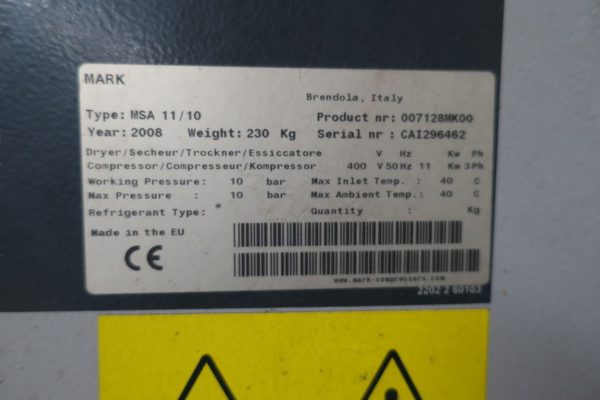 MARK
Brendola, Italy
Type: MSA 11/10 Product nr: 007128MK00
Year: 2008 Weight: 230 Kg Serial nr : CAI296462
Dryer/Secheur/Trockner/Essiccatore V Hz Kw Ph
Compressor/Compresseur/Kompressor 400 V 50 Hz 11 Kw 3 Ph
Working Pressure: 10 bar Max Inlet Temp. : 40 C
Max Pressure : 10 bar Max Ambient Temp.: 40 C
Refrigerant Type: * Quantity : Kg
Made in the EU
CE
www.mark-compressors.com
2202 2 60103